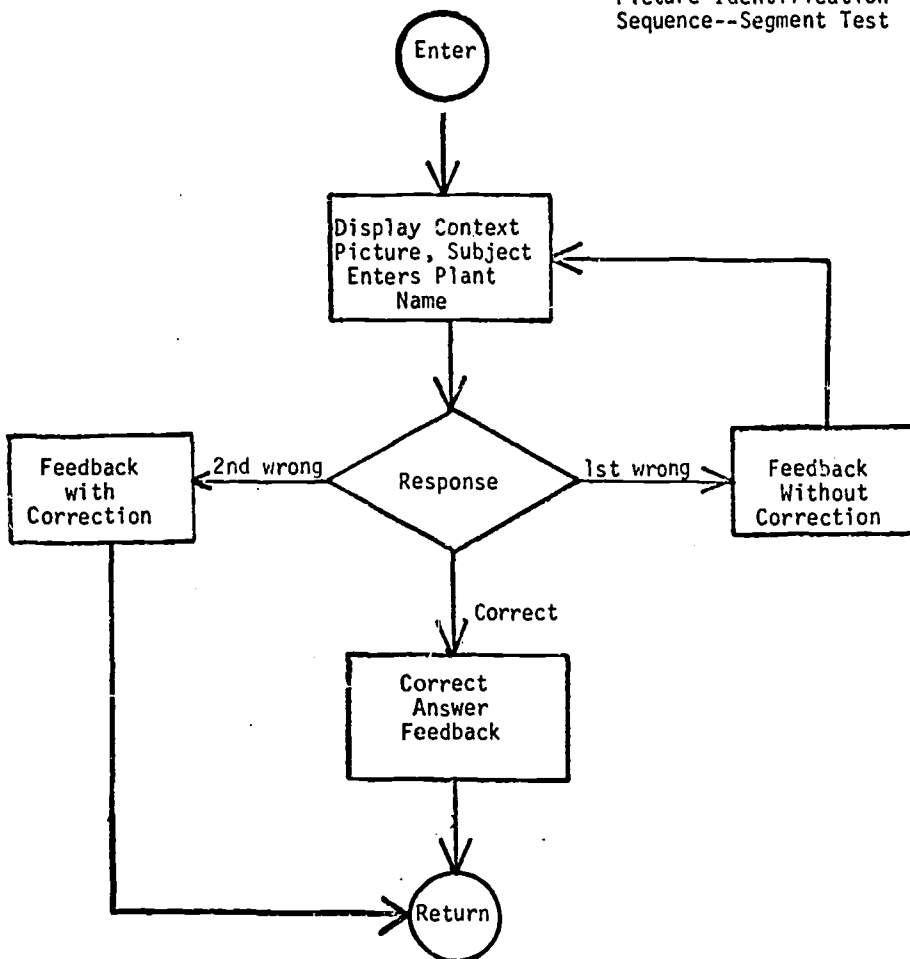 Picture Identification
Sequence--Segment Test
Enter
Display Context
Picture, Subject
Enters Plant
Name
2nd wrong
Response
1st wrong
Feedback
with
Correction
Feedback
Without
Correction
Correct
Correct
Answer
Feedback
Return